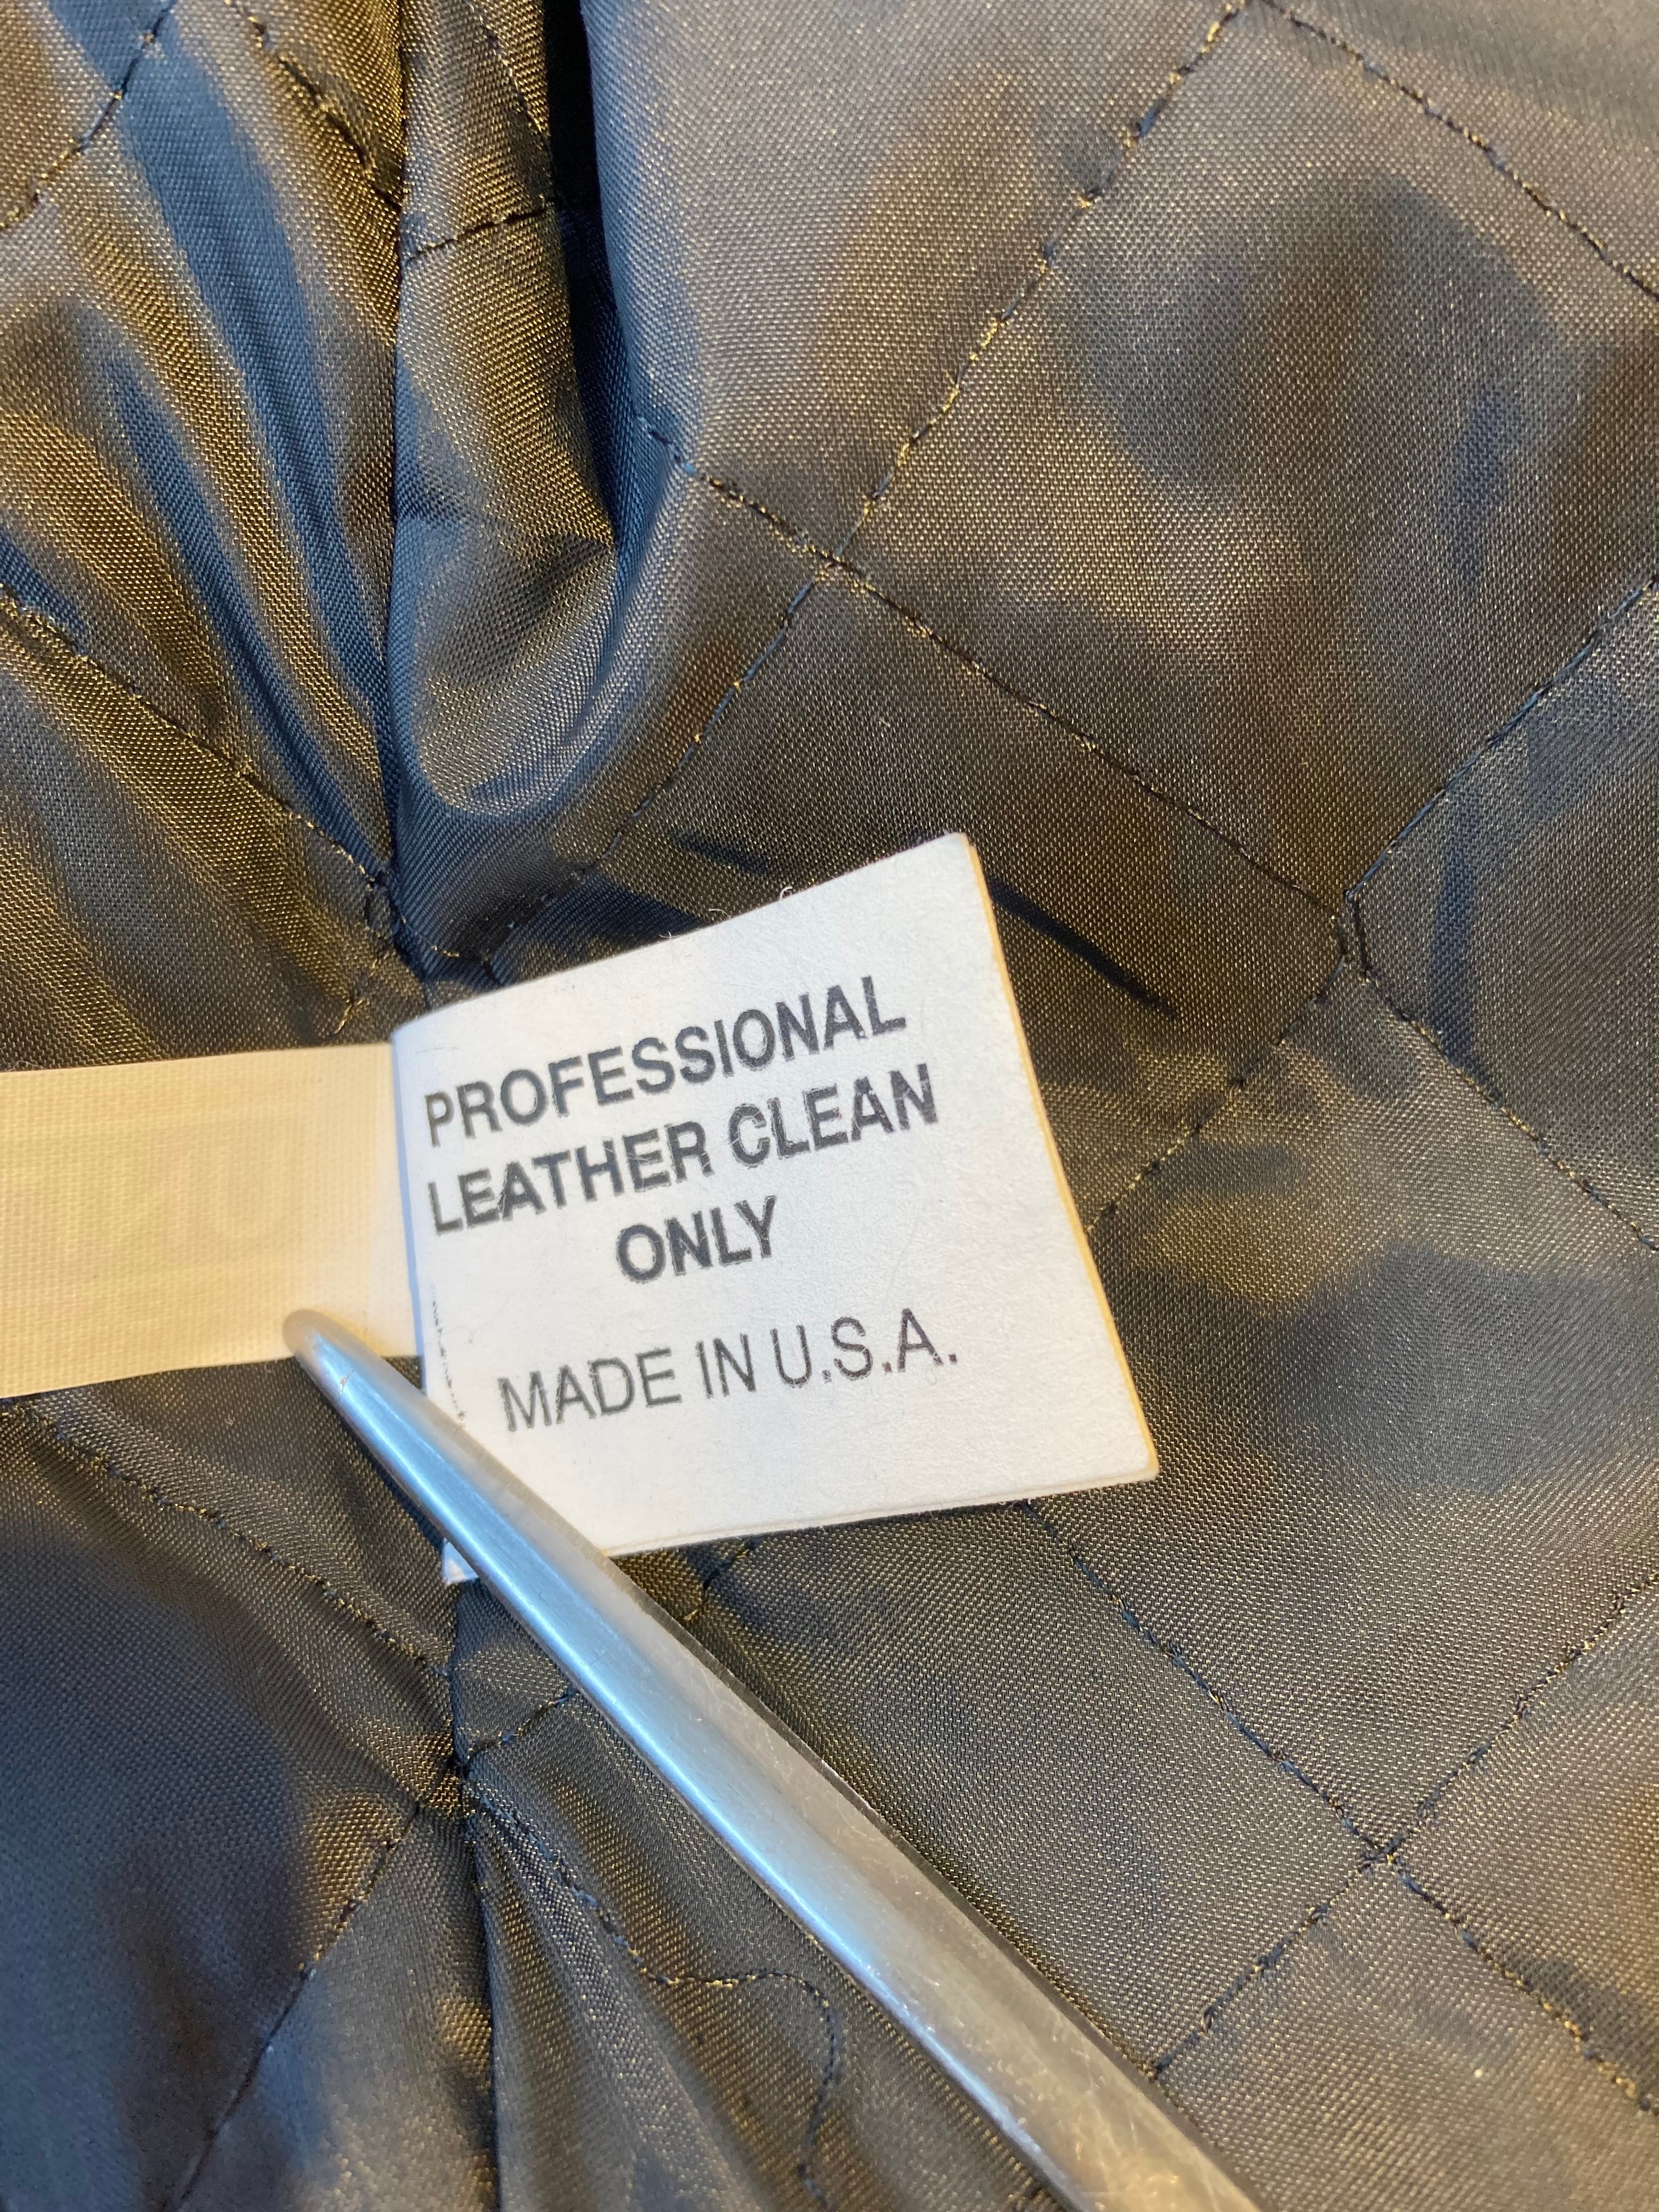 PROFESSIONAL
LEATHER CLEAN
ONLY
MADE IN U.S.A.